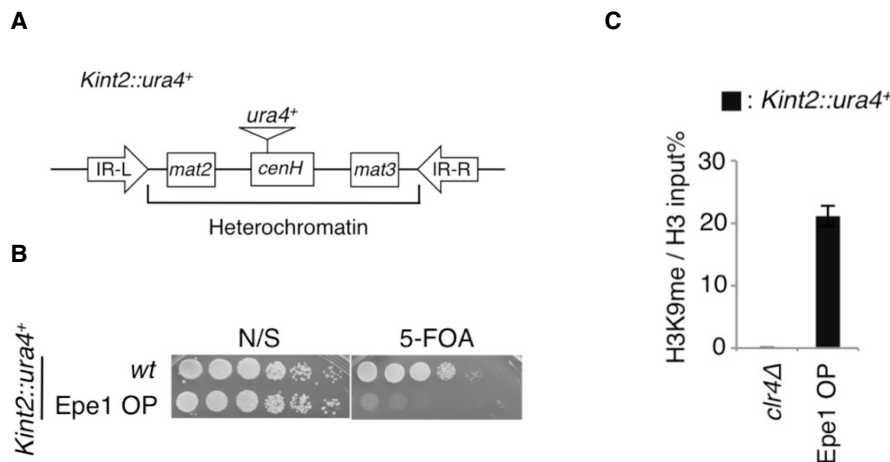 A
Kint2::ura4+
ura4+
IR-L mat2 cenH mat3 IR-R
Heterochromatin
B
N/S 5-FOA
Kint2::ura4+
wt
Epe1 OP
C
■ : Kint2::ura4+
H3K9me / H3 input%
30
20
10
0
clr4Δ
Epe1 OP